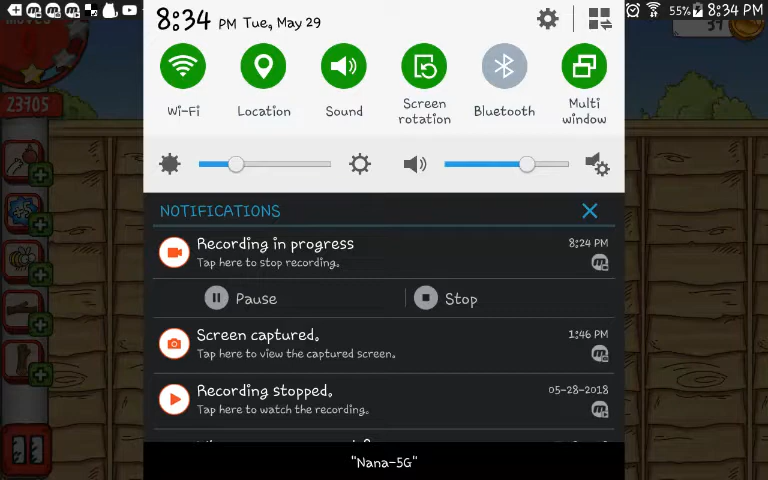 8:34 PM Tue, May 29
55% 8:34 PM
23705
Wi-Fi
Location
Sound
Screen
rotation
Bluetooth
Multi
window
NOTIFICATIONS
Recording in progress
8:24 PM
Tap here to stop recording.
Pause
Stop
Screen captured.
1:46 PM
Tap here to view the captured screen.
Recording stopped.
05-28-2018
Tap here to watch the recording.
"Nana-5G"